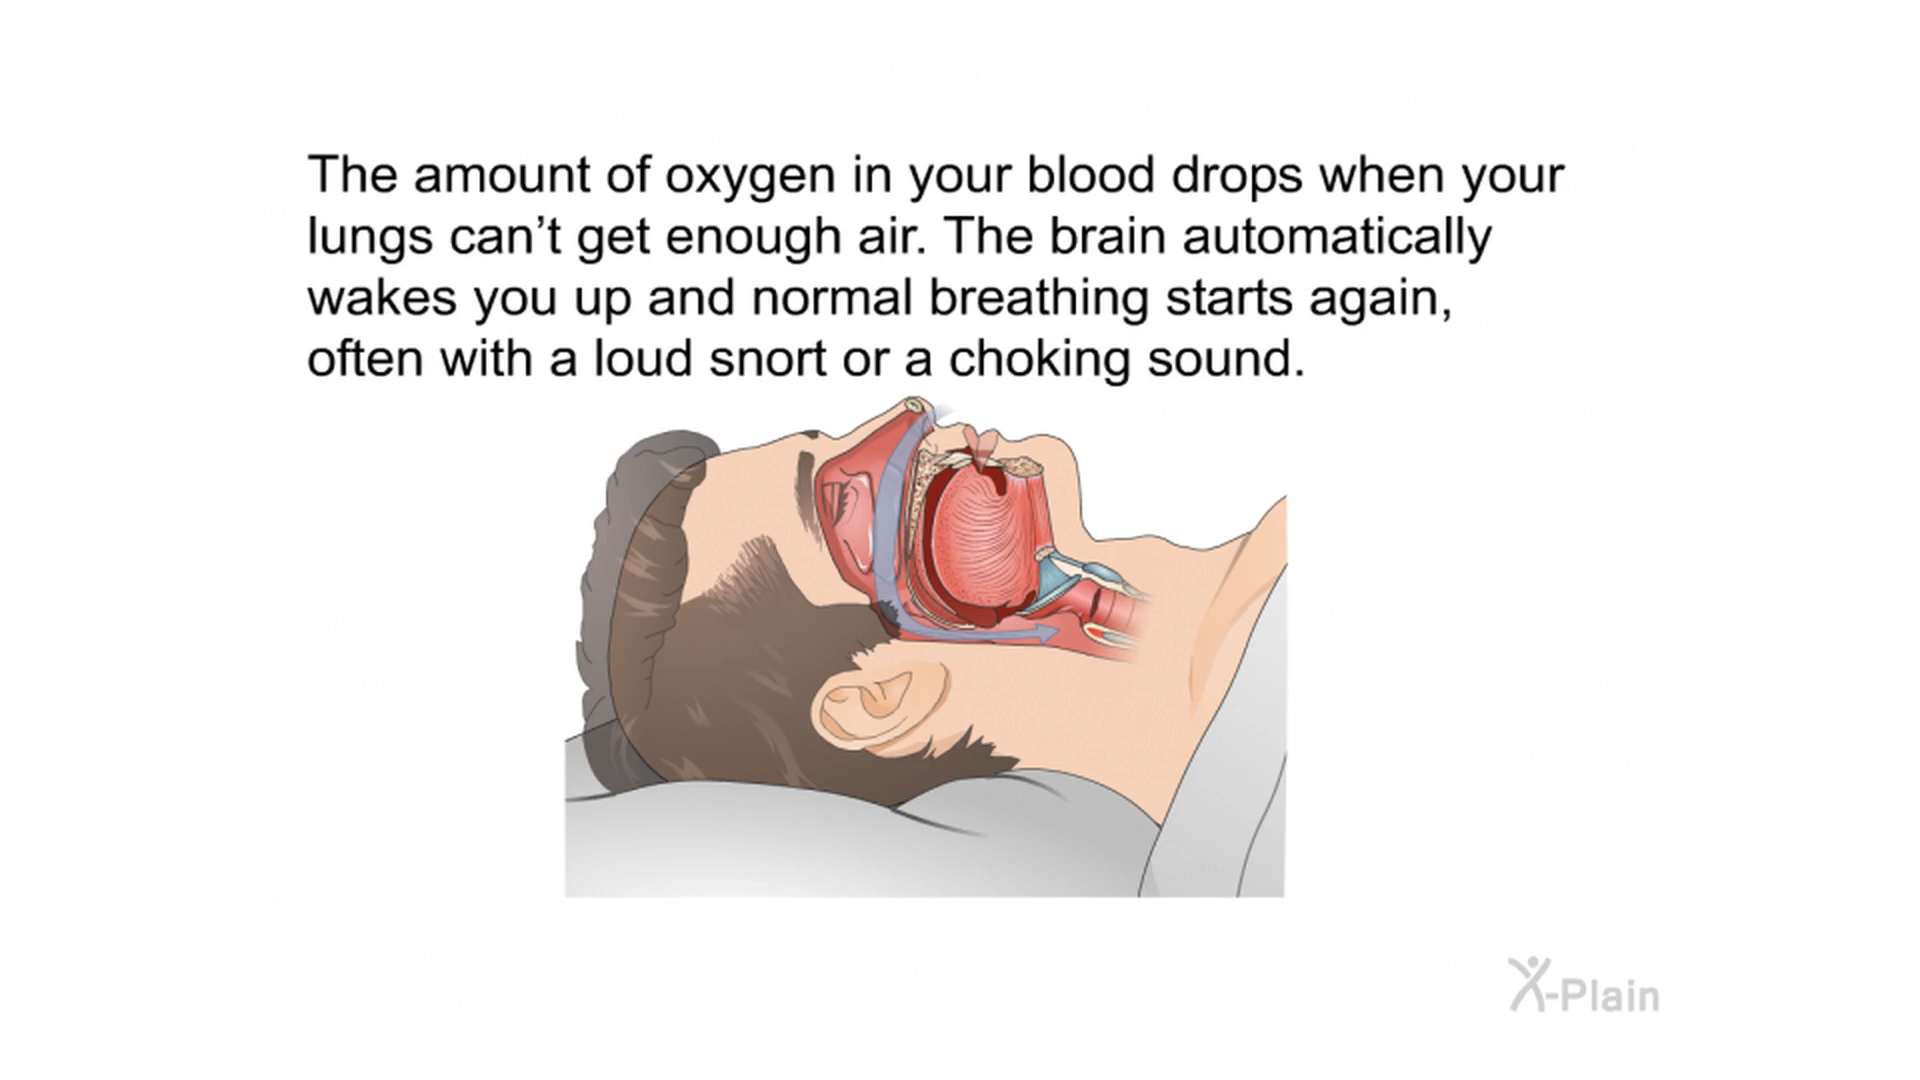 The amount of oxygen in your blood drops when your
lungs can’t get enough air. The brain automatically
wakes you up and normal breathing starts again,
often with a loud snort or a choking sound.
X-Plain